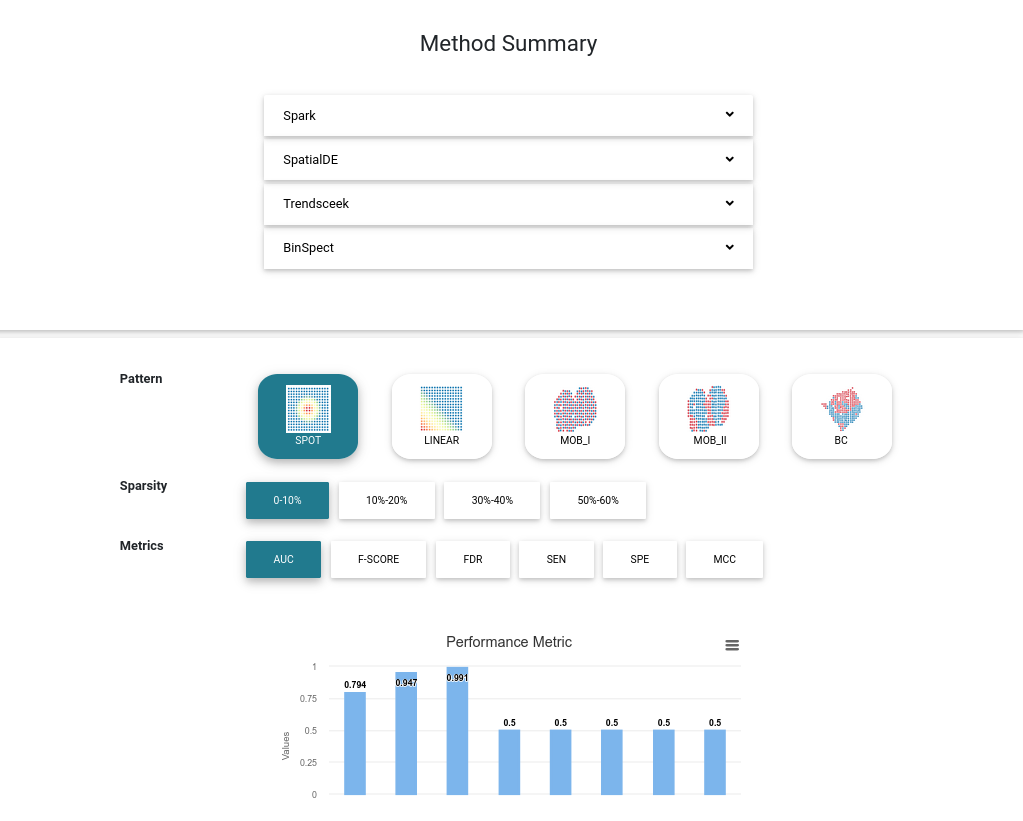 Method Summary
Spark
SpatialDE
Trendsceek
BinSpect
Pattern
SPOT
LINEAR
MOB_I
MOB_II
BC
Sparsity
0-10%
10%-20%
30%-40%
50%-60%
Metrics
AUC
F-SCORE
FDR
SEN
SPE
MCC
Performance Metric
Values
1
0.75
0.5
0.25
0
0.794
0.947
0.991
0.5
0.5
0.5
0.5
0.5